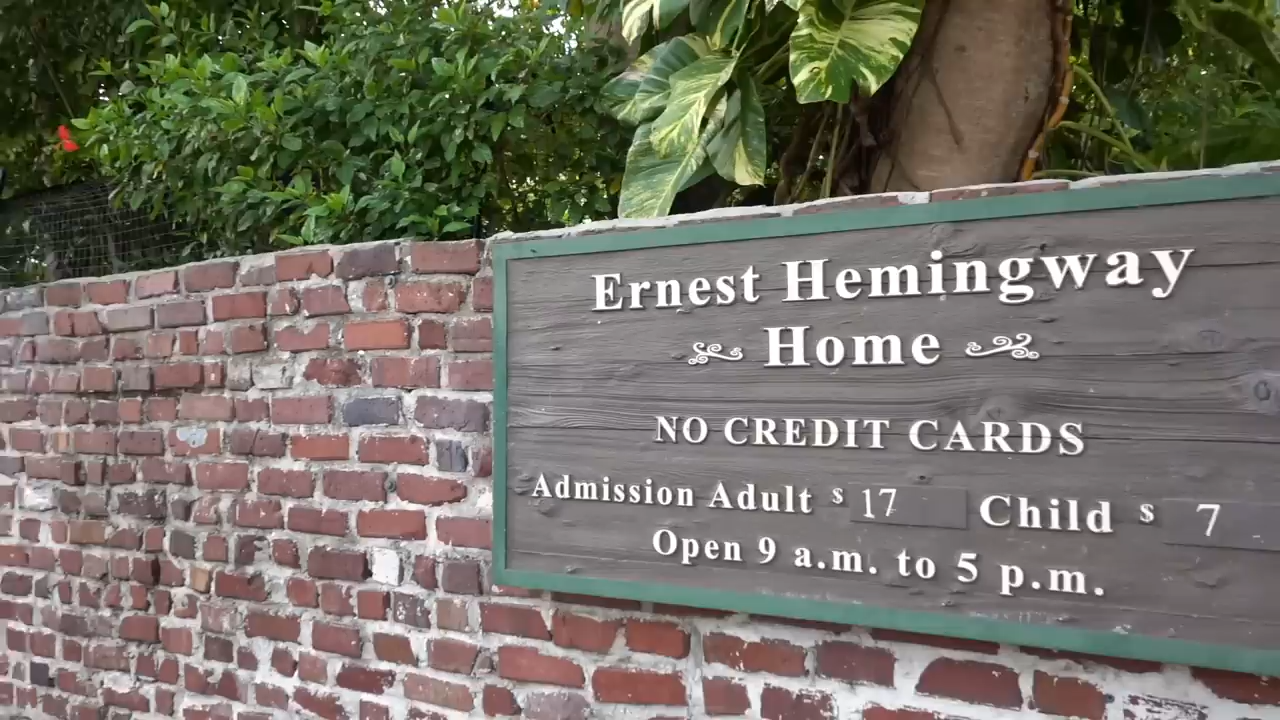 Ernest Hemingway
Home
NO CREDIT CARDS
Admission Adult $ 17 Child $ 7
Open 9 a.m. to 5 p.m.